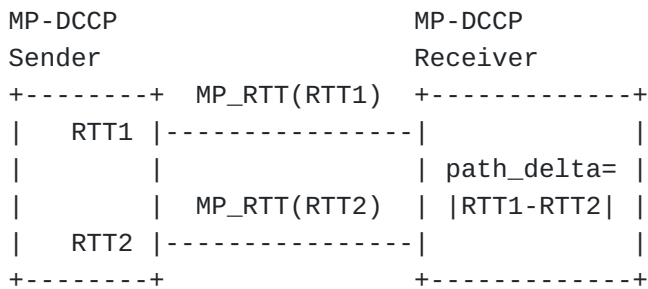 MP-DCCP                   MP-DCCP
Sender                    Receiver
+--------+  MP_RTT(RTT1)  +-------------+
|   RTT1 |----------------|             |
|        |                | path_delta= |
|        |  MP_RTT(RTT2)  | |RTT1-RTT2| |
|   RTT2 |----------------|             |
+--------+                +-------------+